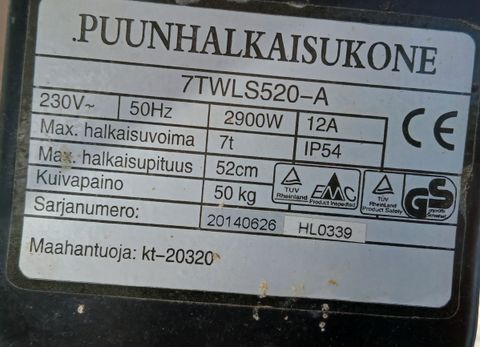 PUUNHALKAISUKONE
7TWLS520-A
230V~ 50Hz 2900W 12A
Max. halkaisuvoima 7t IP54
Max. halkaisupituus 52cm
Kuivapaino 50 kg
Sarjanumero: 20140626 HL0339
Maahantuoja: kt-20320
CE
TÜV Rheinland EMC Product Inspected
TÜV Rheinland Product Safety GS